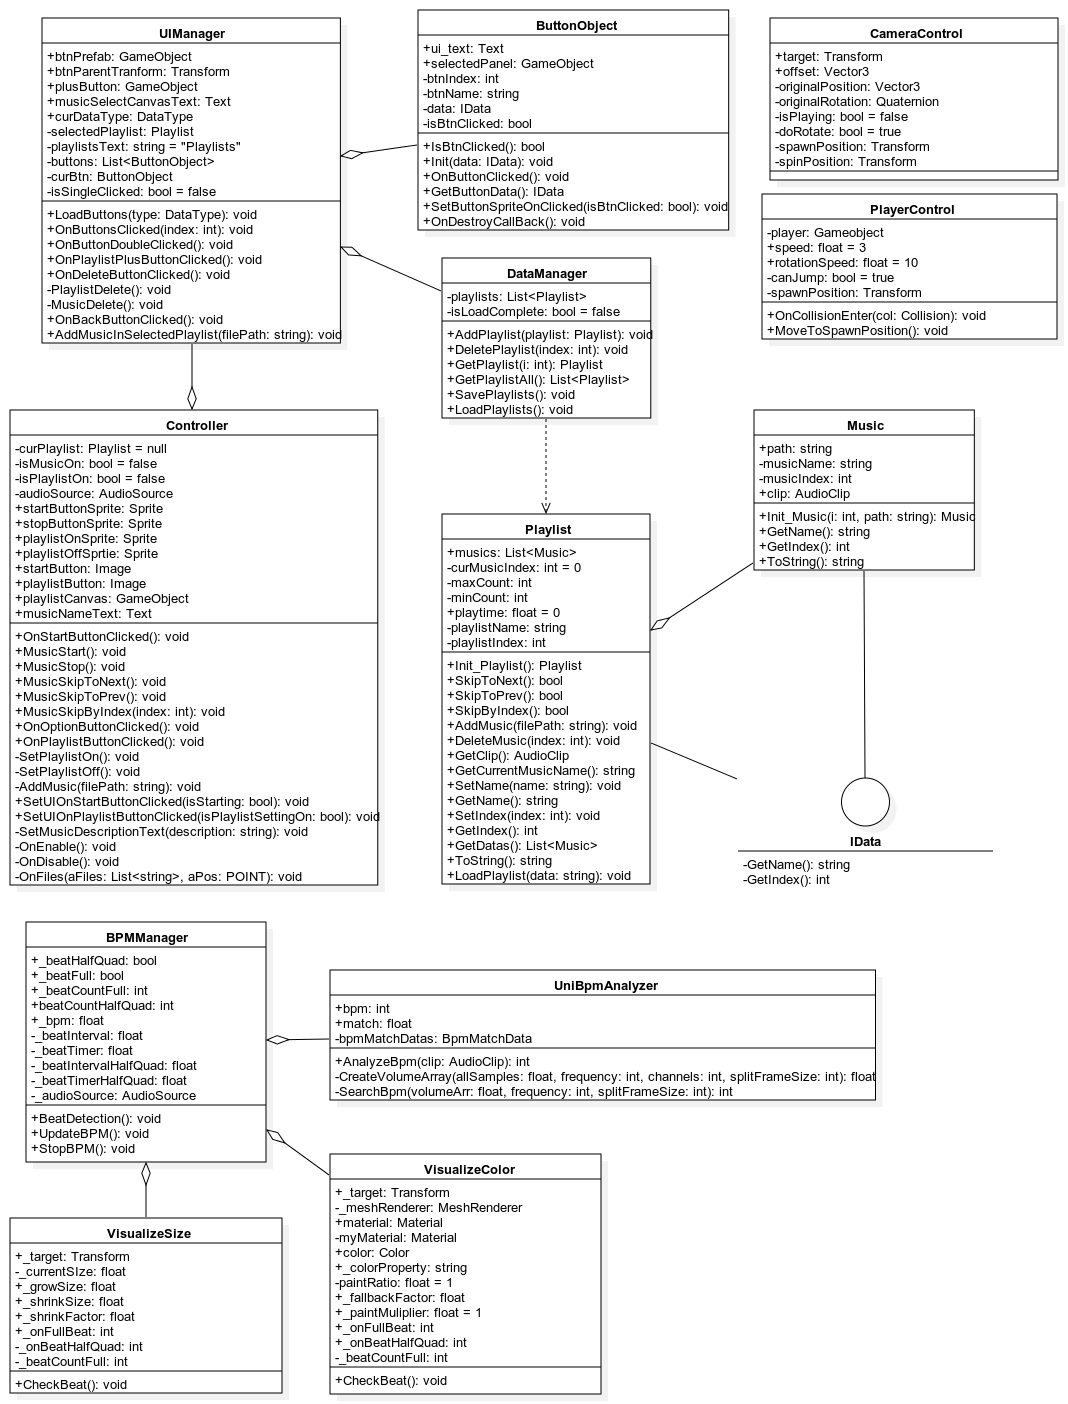 UIManager
+btnPrefab: GameObject
+btnParentTranform: Transform
+plusButton: GameObject
+musicSelectCanvasText: Text
+curDataType: DataType
-selectedPlaylist: Playlist
-playlistsText: string = "Playlists"
-buttons: List<ButtonObject>
-curBtn: ButtonObject
-isSingleClicked: bool = false
+LoadButtons(type: DataType): void
+OnButtonsClicked(index: int): void
+OnButtonDoubleClicked(): void
+OnPlaylistPlusButtonClicked(): void
+OnDeleteButtonClicked(): void
-PlaylistDelete(): void
-MusicDelete(): void
+OnBackButtonClicked(): void
+AddMusicInSelectedPlaylist(filePath: string): void
ButtonObject
+ui_text: Text
+selectedPanel: GameObject
-btnIndex: int
-btnName: string
-data: IData
-isBtnClicked: bool
+IsBtnClicked(): bool
+Init(data: IData): void
+OnButtonClicked(): void
+GetButtonData(): IData
+SetButtonSpriteOnClicked(isBtnClicked: bool): void
+OnDestroyCallBack(): void
CameraControl
+target: Transform
+offset: Vector3
-originalPosition: Vector3
-originalRotation: Quaternion
-isPlaying: bool = false
-doRotate: bool = true
-spawnPosition: Transform
-spinPosition: Transform
PlayerControl
-player: Gameobject
+speed: float = 3
+rotationSpeed: float = 10
-canJump: bool = true
-spawnPosition: Transform
+OnCollisionEnter(col: Collision): void
+MoveToSpawnPosition(): void
DataManager
-playlists: List<Playlist>
-isLoadComplete: bool = false
+AddPlaylist(playlist: Playlist): void
+DeletePlaylist(index: int): void
+GetPlaylist(i: int): Playlist
+GetPlaylistAll(): List<Playlist>
+SavePlaylists(): void
+LoadPlaylists(): void
Controller
-curPlaylist: Playlist = null
-isMusicOn: bool = false
-isPlaylistOn: bool = false
-audioSource: AudioSource
+startButtonSprite: Sprite
+stopButtonSprite: Sprite
+playlistOnSprite: Sprite
+playlistOffSprtie: Sprite
+startButton: Image
+playlistButton: Image
+playlistCanvas: GameObject
+musicNameText: Text
+OnStartButtonClicked(): void
+MusicStart(): void
+MusicStop(): void
+MusicSkipToNext(): void
+MusicSkipToPrev(): void
+MusicSkipByIndex(index: int): void
+OnOptionButtonClicked(): void
+OnPlaylistButtonClicked(): void
-SetPlaylistOn(): void
-SetPlaylistOff(): void
-AddMusic(filePath: string): void
+SetUIOnStartButtonClicked(isStarting: bool): void
+SetUIOnPlaylistButtonClicked(isPlaylistSettingOn: bool): void
-SetMusicDescriptionText(description: string): void
-OnEnable(): void
-OnDisable(): void
-OnFiles(aFiles: List<string>, aPos: POINT): void
Playlist
+musics: List<Music>
-curMusicIndex: int = 0
-maxCount: int
-minCount: int
+playtime: float = 0
-playlistName: string
-playlistIndex: int
+Init_Playlist(): Playlist
+SkipToNext(): bool
+SkipToPrev(): bool
+SkipByIndex(): bool
+AddMusic(filePath: string): void
+DeleteMusic(index: int): void
+GetClip(): AudioClip
+GetCurrentMusicName(): string
+SetName(name: string): void
+GetName(): string
+SetIndex(index: int): void
+GetIndex(): int
+GetDatas(): List<Music>
+ToString(): string
+LoadPlaylist(data: string): void
Music
+path: string
-musicName: string
-musicIndex: int
+clip: AudioClip
+Init_Music(i: int, path: string): Music
+GetName(): string
+GetIndex(): int
+ToString(): string
IData
-GetName(): string
-GetIndex(): int
BPMManager
+_beatHalfQuad: bool
+_beatFull: bool
+_beatCountFull: int
+beatCountHalfQuad: int
+_bpm: float
-_beatInterval: float
-_beatTimer: float
-_beatIntervalHalfQuad: float
-_beatTimerHalfQuad: float
-_audioSource: AudioSource
+BeatDetection(): void
+UpdateBPM(): void
+StopBPM(): void
UniBpmAnalyzer
+bpm: int
+match: float
-bpmMatchDatas: BpmMatchData
+AnalyzeBpm(clip: AudioClip): int
-CreateVolumeArray(allSamples: float, frequency: int, channels: int, splitFrameSize: int): float
-SearchBpm(volumeArr: float, frequency: int, splitFrameSize: int): int
VisualizeSize
+_target: Transform
-_currentSIze: float
+_growSize: float
+_shrinkSize: float
+_shrinkFactor: float
+_onFullBeat: int
-_onBeatHalfQuad: int
-_beatCountFull: int
+CheckBeat(): void
VisualizeColor
+_target: Transform
-_meshRenderer: MeshRenderer
+material: Material
-myMaterial: Material
+color: Color
+_colorProperty: string
-paintRatio: float = 1
+_fallbackFactor: float
+_paintMuliplier: float = 1
+_onFullBeat: int
+_onBeatHalfQuad: int
-_beatCountFull: int
+CheckBeat(): void